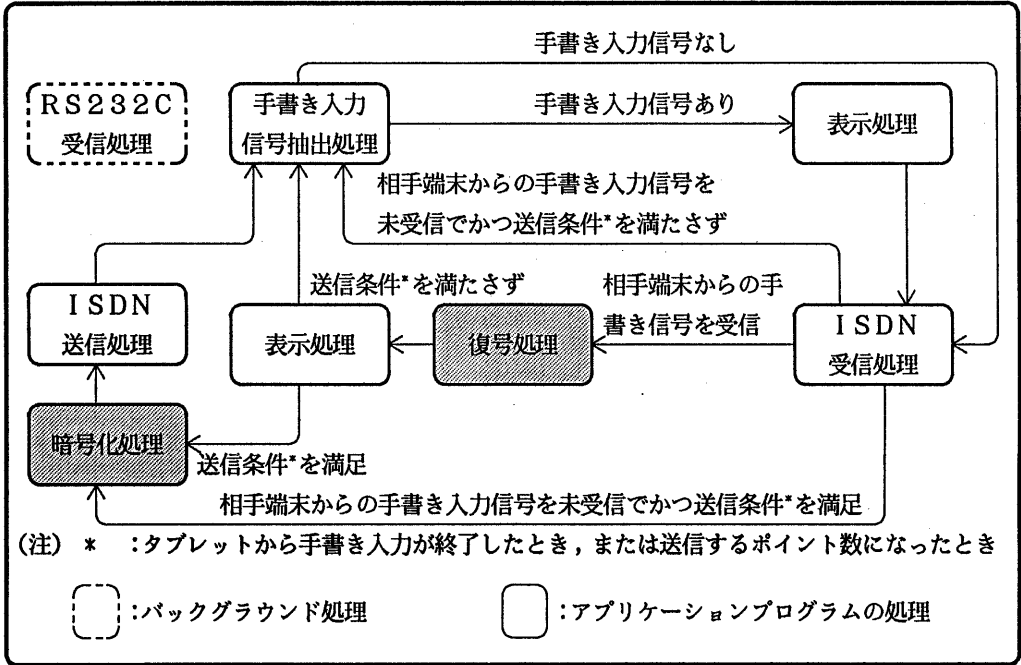 手書き入力信号なし
RS232C
受信処理
手書き入力
信号抽出処理
手書き入力信号あり
表示処理
相手端末からの手書き入力信号を
未受信でかつ送信条件*を満たさず
ISDN
送信処理
送信条件*を満たさず
表示処理
復号処理
相手端末からの手
書き信号を受信
ISDN
受信処理
暗号化処理
送信条件*を満足
相手端末からの手書き入力信号を未受信でかつ送信条件*を満足
(注) * :タブレットから手書き入力が終了したとき,または送信するポイント数になったとき
:バックグラウンド処理
:アプリケーションプログラムの処理